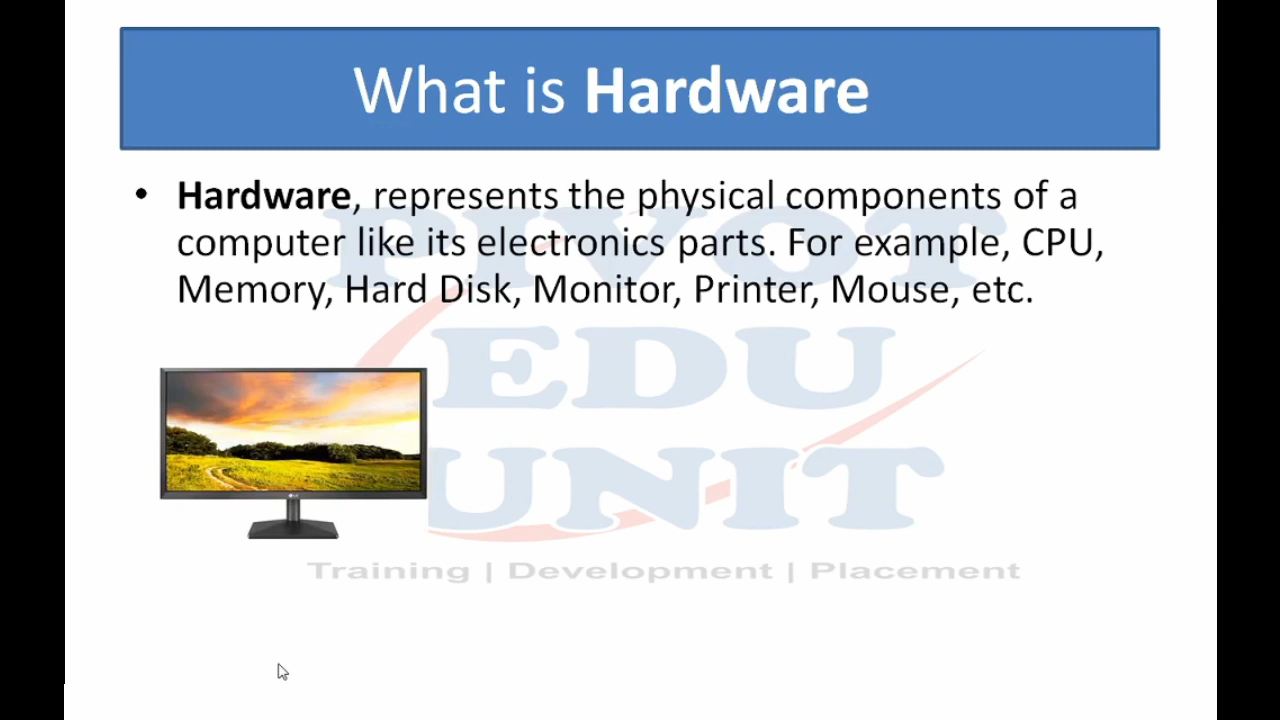 What is Hardware
• Hardware, represents the physical components of a
computer like its electronics parts. For example, CPU,
Memory, Hard Disk, Monitor, Printer, Mouse, etc.
PIVOT
EDU
UNIT
Training | Development | Placement
LG